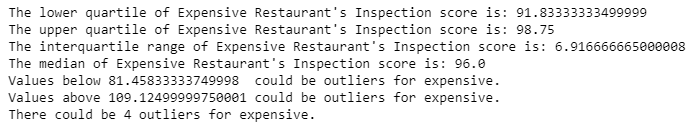 The lower quartile of Expensive Restaurant's Inspection score is: 91.83333333499999
The upper quartile of Expensive Restaurant's Inspection score is: 98.75
The interquartile range of Expensive Restaurant's Inspection score is: 6.916666665000008
The median of Expensive Restaurant's Inspection score is: 96.0
Values below 81.45833333749998  could be outliers for expensive.
Values above 109.12499999750001 could be outliers for expensive.
There could be 4 outliers for expensive.